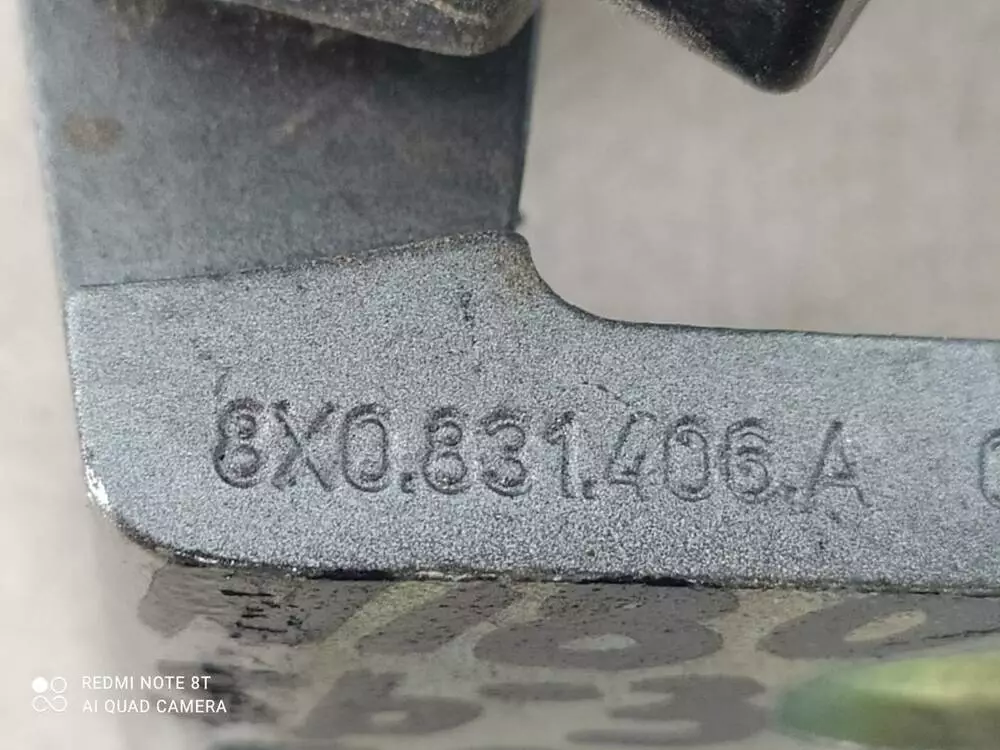 8X0.831.406.A
REDMI NOTE 8T
AI QUAD CAMERA